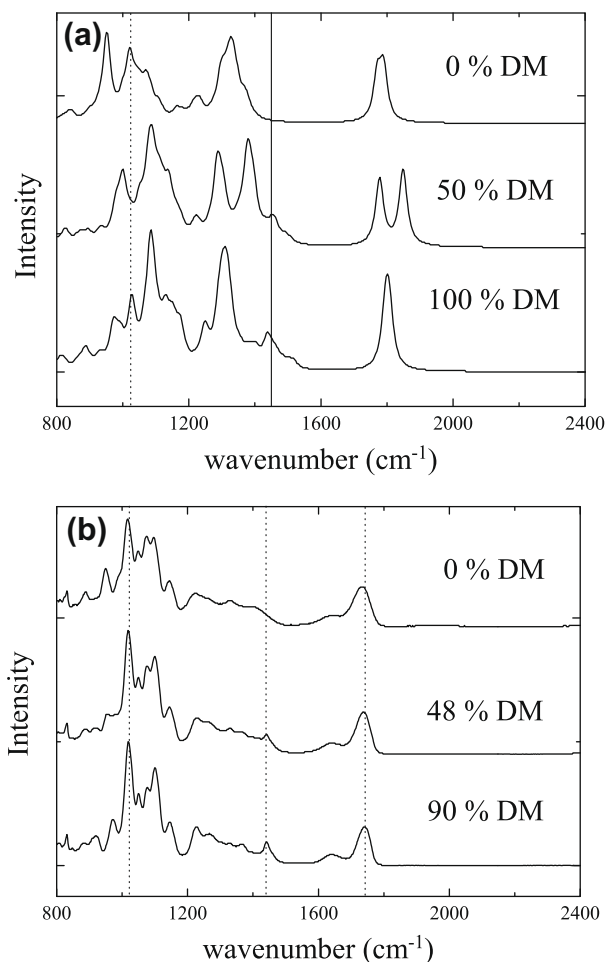 (a)
0 % DM
50 % DM
100 % DM
Intensity
800 1200 1600 2000 2400
wavenumber (cm-1)
(b)
0 % DM
48 % DM
90 % DM
Intensity
800 1200 1600 2000 2400
wavenumber (cm-1)